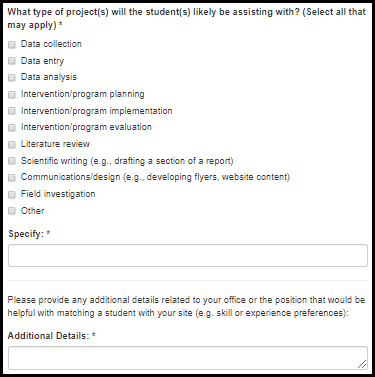 What type of project(s) will the student(s) likely be assisting with? (Select all that
may apply) *
Data collection
Data entry
Data analysis
Intervention/program planning
Intervention/program implementation
Intervention/program evaluation
Literature review
Scientific writing (e.g., drafting a section of a report)
Communications/design (e.g., developing flyers, website content)
Field investigation
Other
Specify: *
Please provide any additional details related to your office or the position that would be
helpful with matching a student with your site (e.g. skill or experience preferences):
Additional Details: *